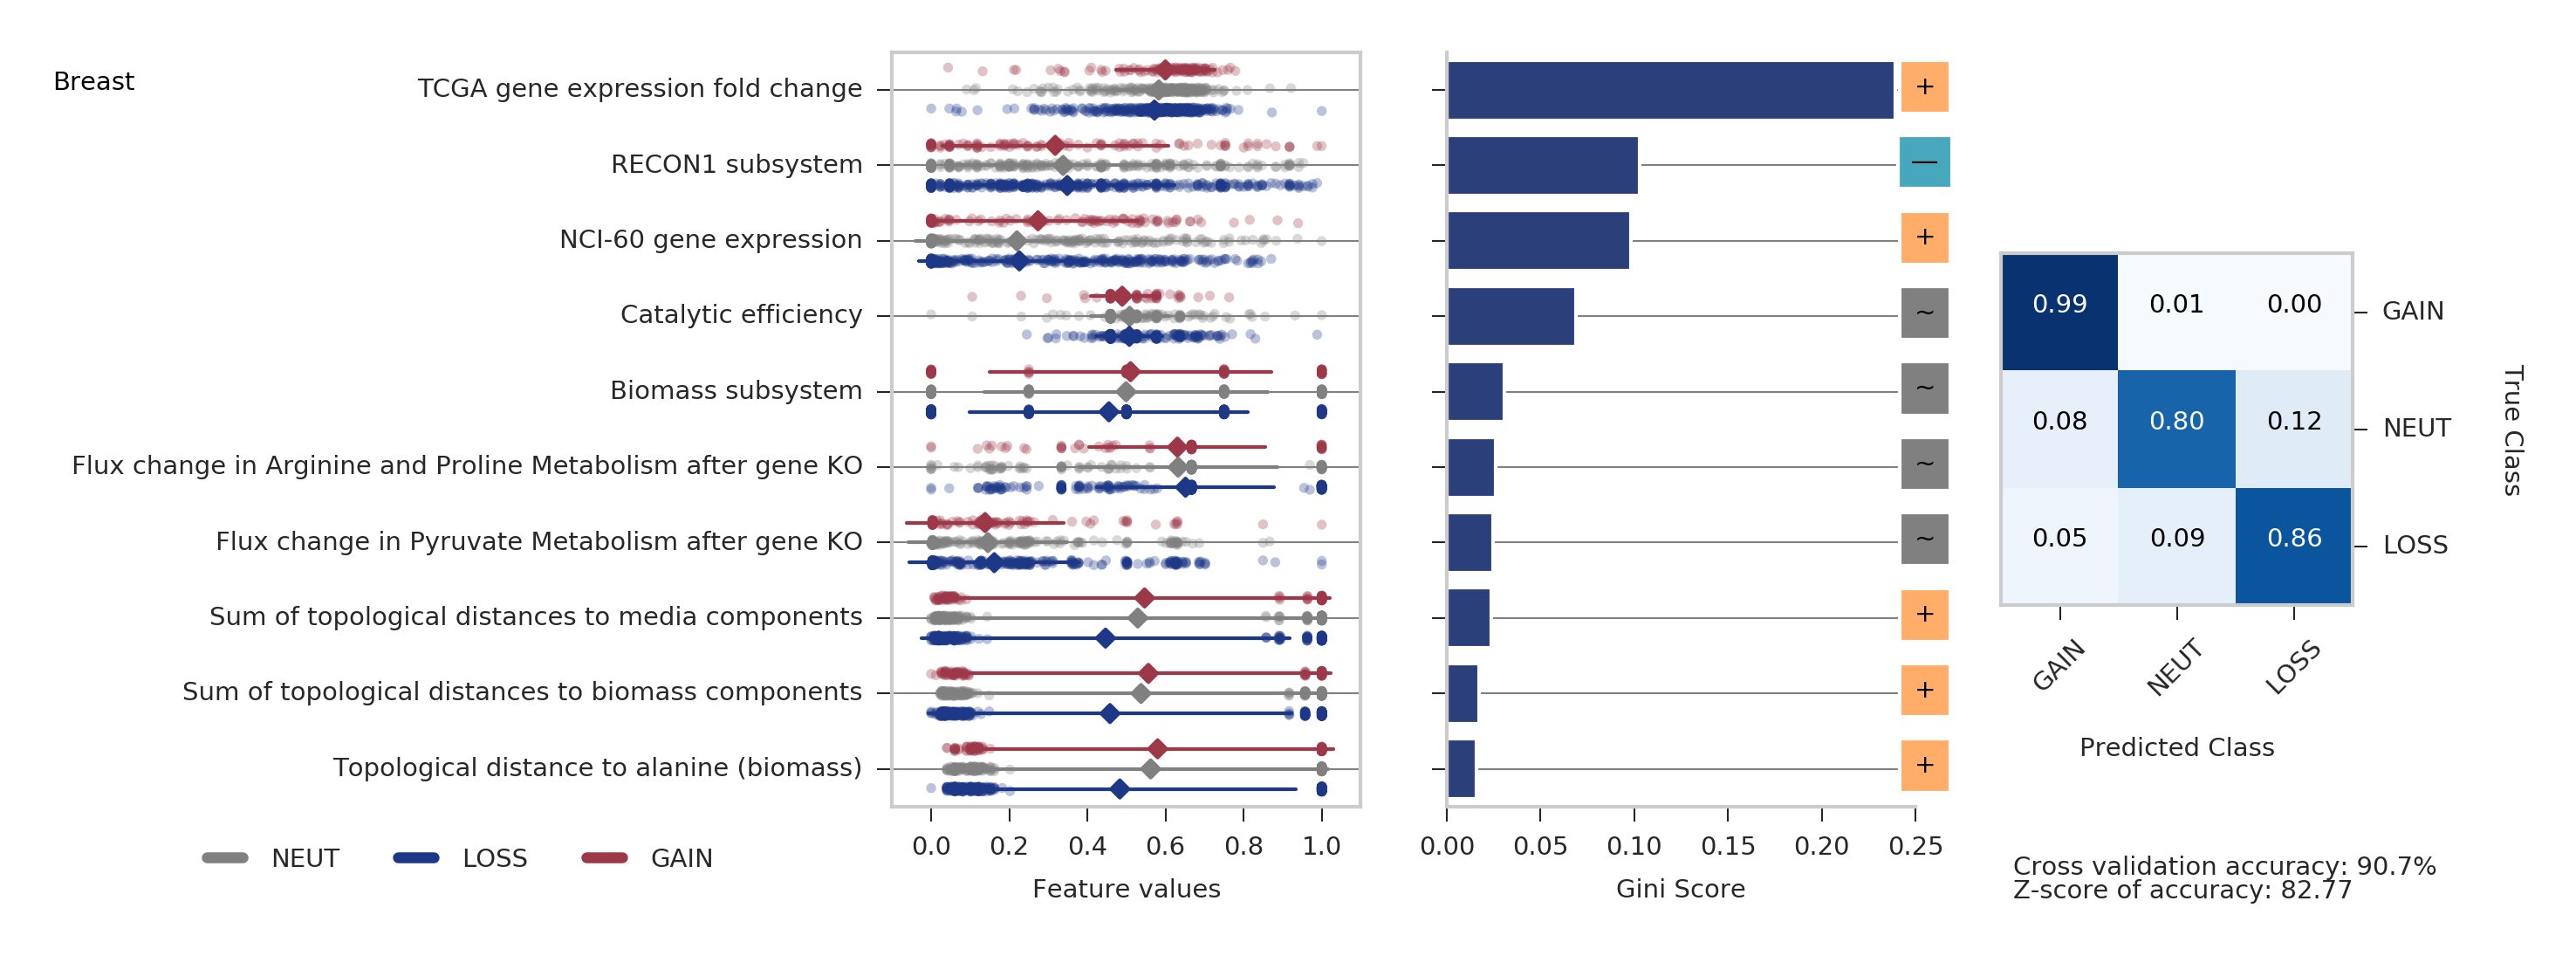 Breast
TCGA gene expression fold change
RECON1 subsystem
NCI-60 gene expression
Catalytic efficiency
Biomass subsystem
Flux change in Arginine and Proline Metabolism after gene KO
Flux change in Pyruvate Metabolism after gene KO
Sum of topological distances to media components
Sum of topological distances to biomass components
Topological distance to alanine (biomass)
NEUT LOSS GAIN
0.0 0.2 0.4 0.6 0.8 1.0
Feature values
+
—
+
~
~
~
~
+
+
+
0.00 0.05 0.10 0.15 0.20 0.25
Gini Score
0.99 0.01 0.00 GAIN
0.08 0.80 0.12 NEUT
0.05 0.09 0.86 LOSS
True Class
GAIN NEUT LOSS
Predicted Class
Cross validation accuracy: 90.7%
Z-score of accuracy: 82.77